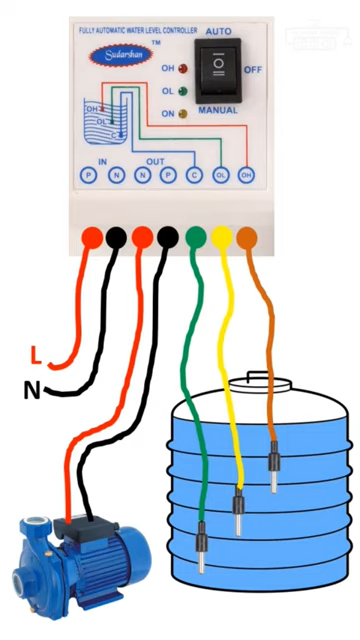 FULLY AUTOMATIC WATER LEVEL CONTROLLER
Sudarshan
TM
AUTO
OH
OL
ON
OFF
MANUAL
OH
OL
C
IN
OUT
P
N
N
P
C
OL
OH
L
N